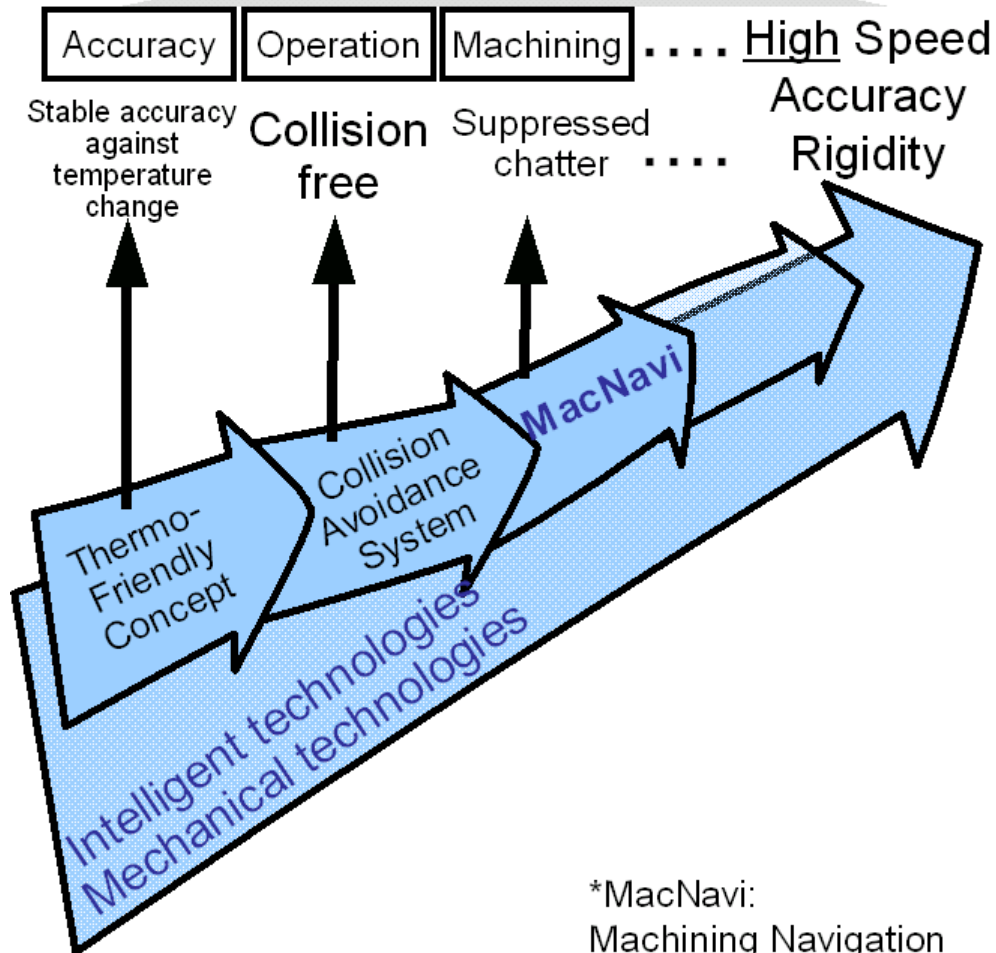 Accuracy Operation Machining .... High Speed
Accuracy
Rigidity
Stable accuracy
against
temperature
change
Collision
free
Suppressed
chatter ....
Thermo-
Friendly
Concept
Collision
Avoidance
System
MacNavi
Intelligent technologies
Mechanical technologies
*MacNavi:
Machining Navigation